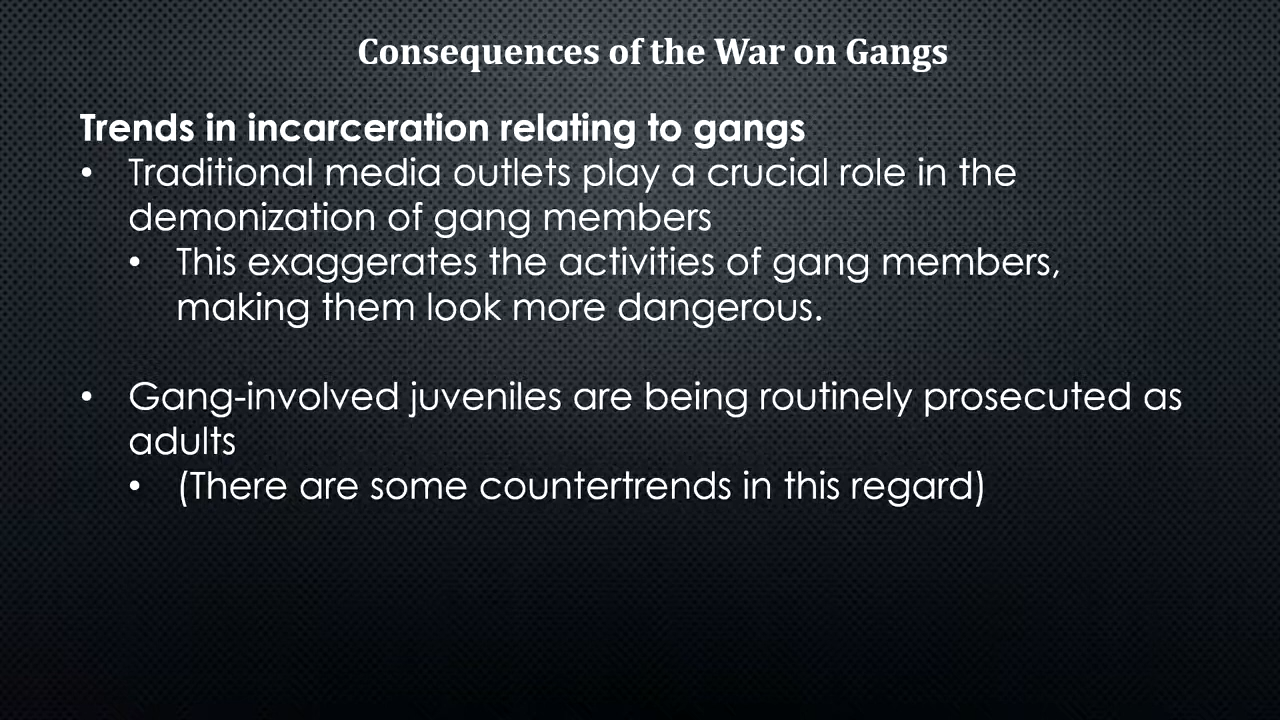 Consequences of the War on Gangs
Trends in incarceration relating to gangs
• Traditional media outlets play a crucial role in the
demonization of gang members
• This exaggerates the activities of gang members,
making them look more dangerous.
• Gang-involved juveniles are being routinely prosecuted as
adults
• (There are some countertrends in this regard)